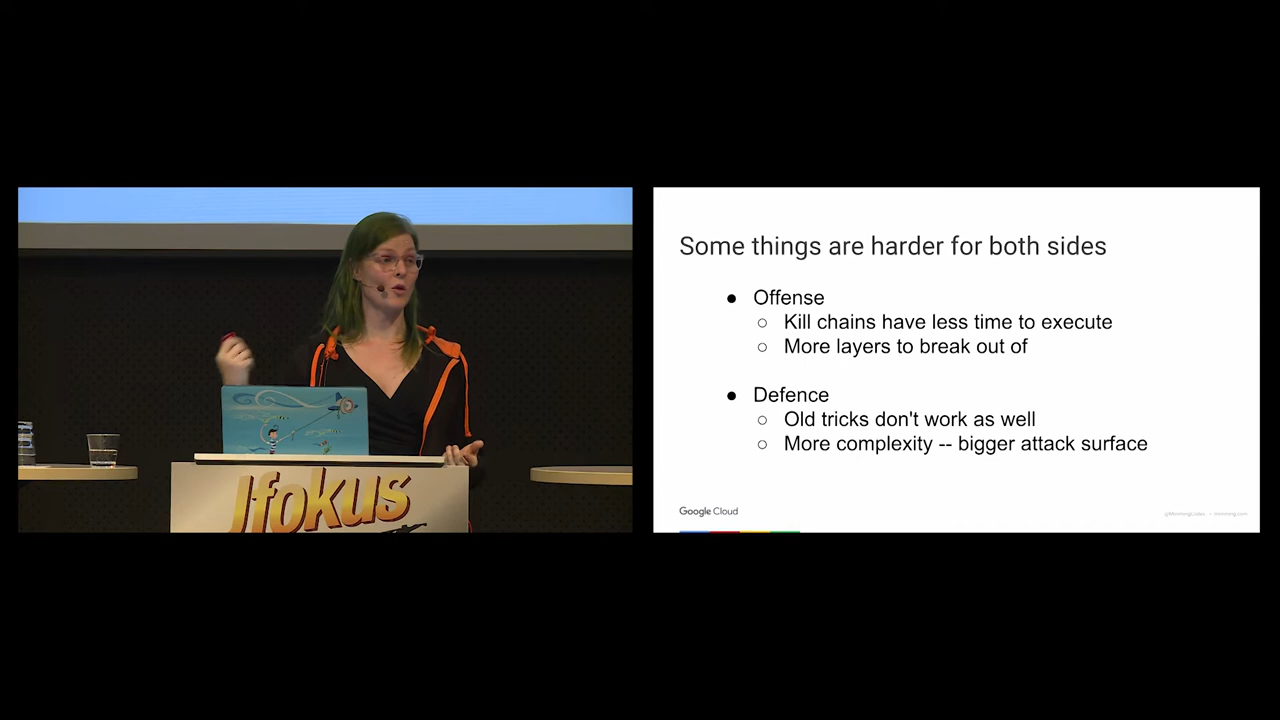 Jfokus
Some things are harder for both sides
● Offense
○ Kill chains have less time to execute
○ More layers to break out of
● Defence
○ Old tricks don't work as well
○ More complexity -- bigger attack surface
Google Cloud